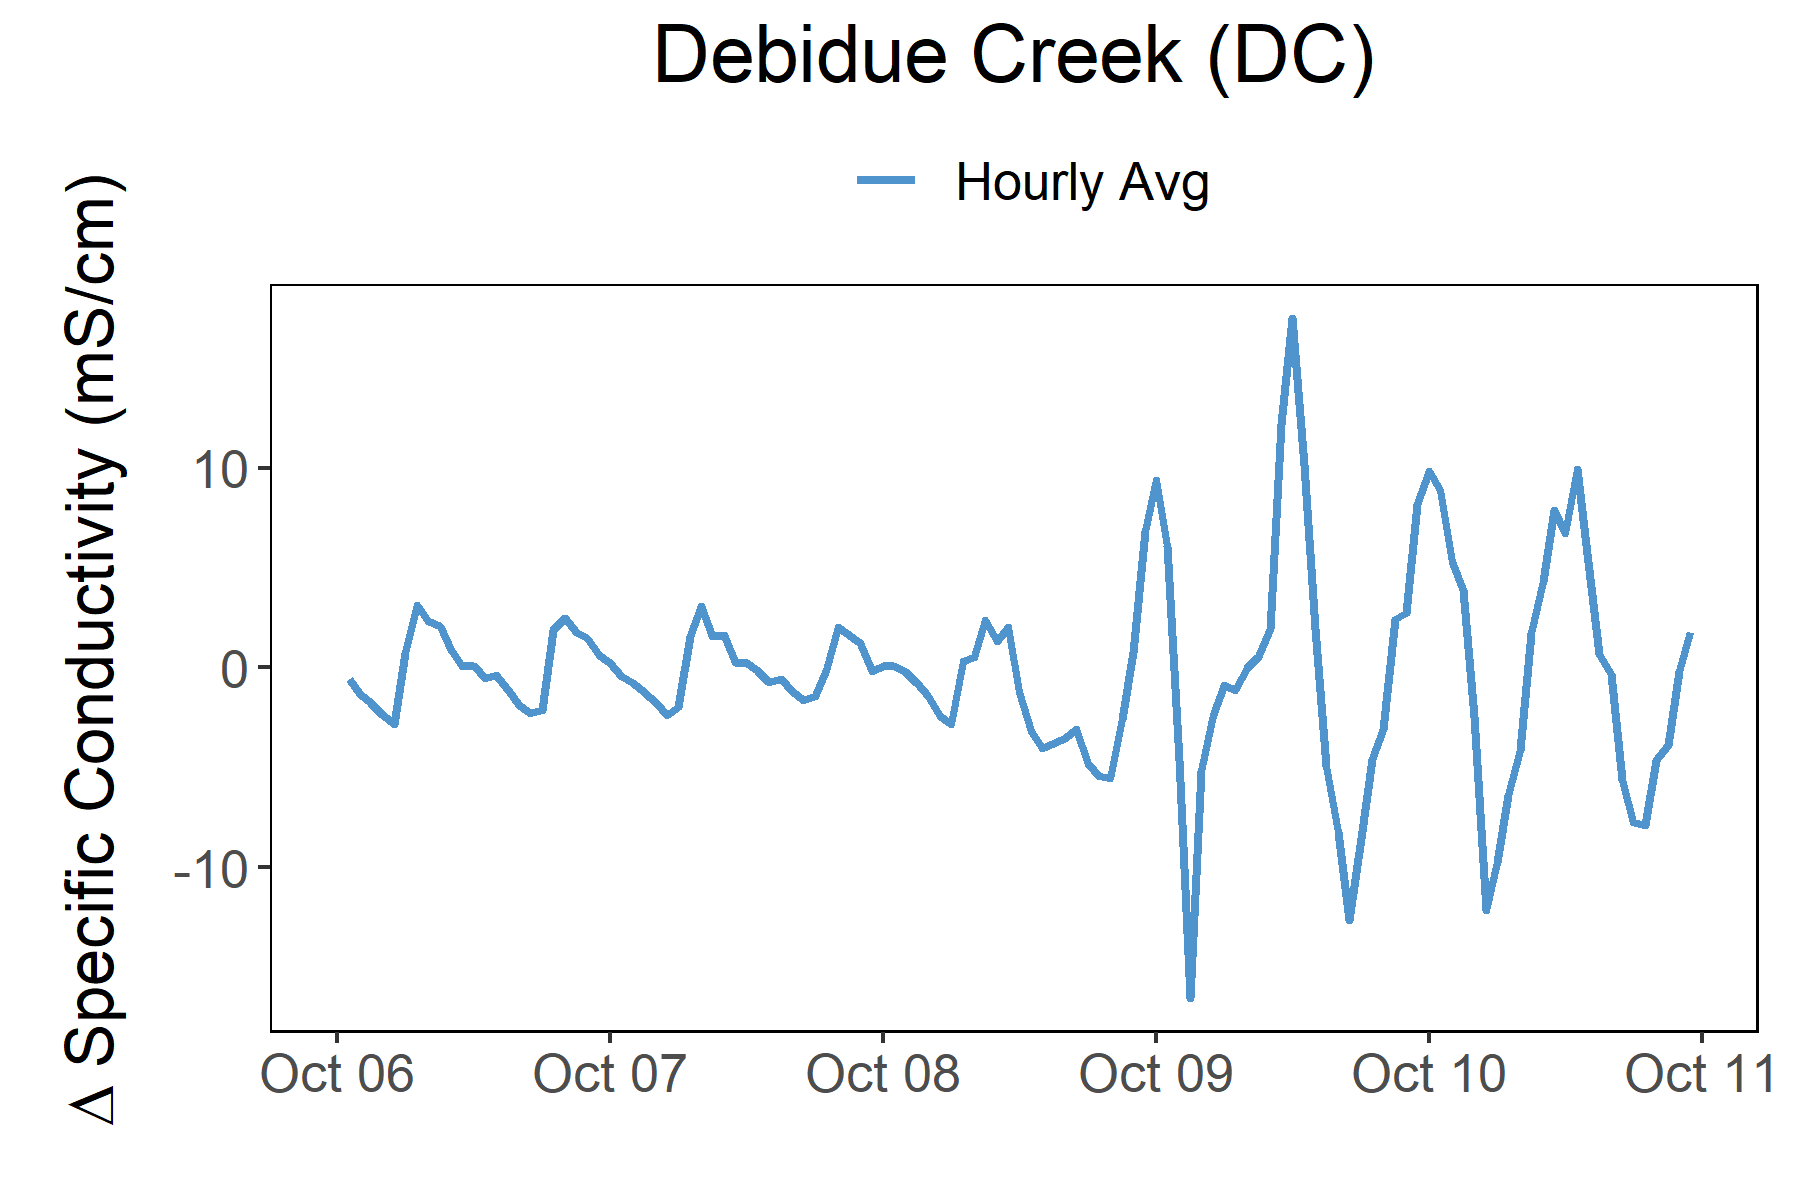 Debidue Creek (DC)
Hourly Avg
Δ Specific Conductivity (mS/cm)
10
0
-10
Oct 06
Oct 07
Oct 08
Oct 09
Oct 10
Oct 11